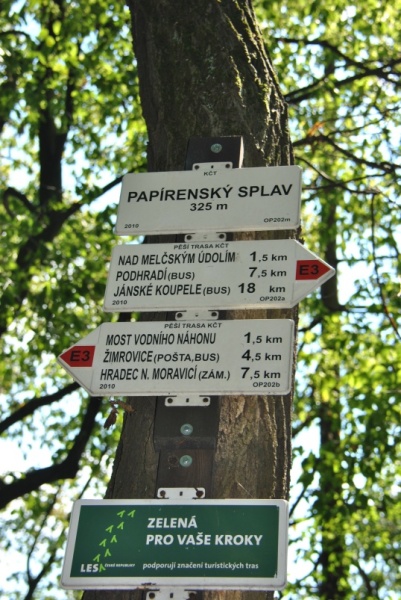 KČT
PAPÍRENSKÝ SPLAV
325 m
2010 OP202m
PĚŠÍ TRASA KČT
NAD MELČSKÝM ÚDOLÍM 1,5 km
PODHRADÍ (BUS) 7,5 km
JÁNSKÉ KOUPELE (BUS) 18 km
E3
2010 OP202a
PĚŠÍ TRASA KČT
MOST VODNÍHO NÁHONU 1,5 km
ŽIMROVICE (POŠTA,BUS) 4,5 km
HRADEC N. MORAVICÍ (ZÁM.) 7,5 km
E3
2010 OP202b
ZELENÁ
PRO VAŠE KROKY
LESY ČESKÉ REPUBLIKY podporují značení turistických tras